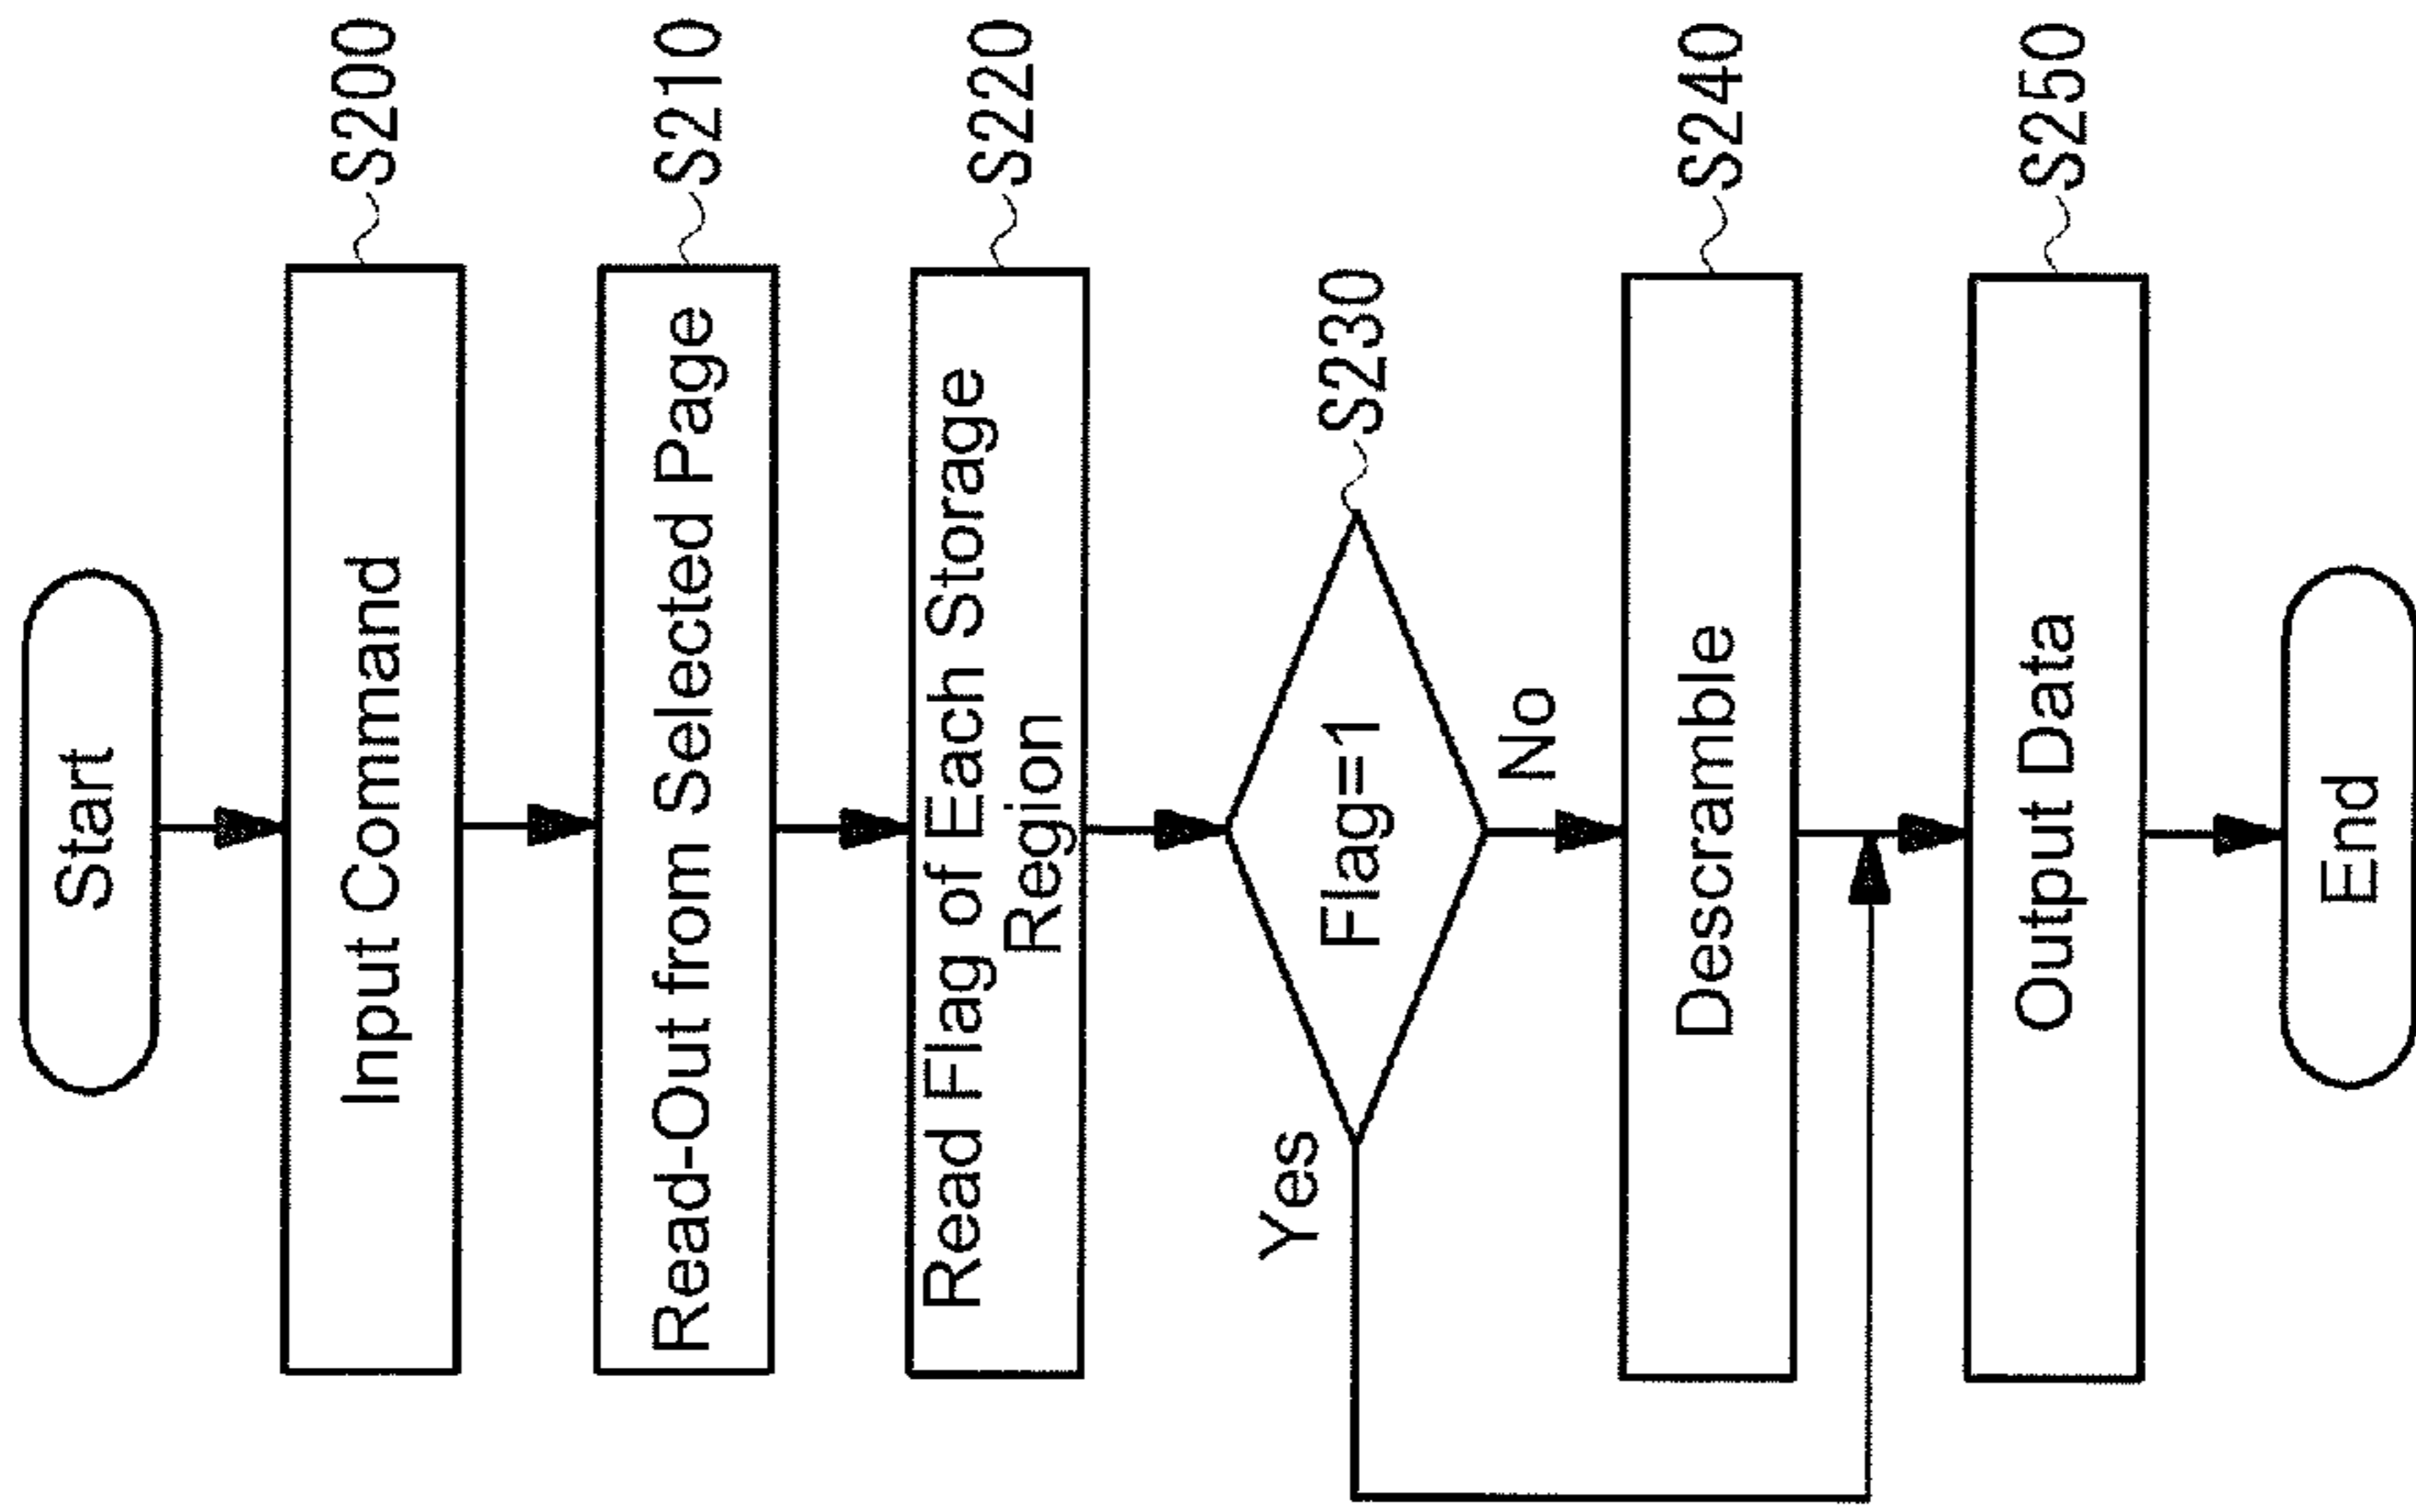 Start
Input Command
S200
Read-Out from Selected Page
S210
Read Flag of Each Storage
Region
S220
Flag=1
S230
Yes
No
Descramble
S240
Output Data
S250
End